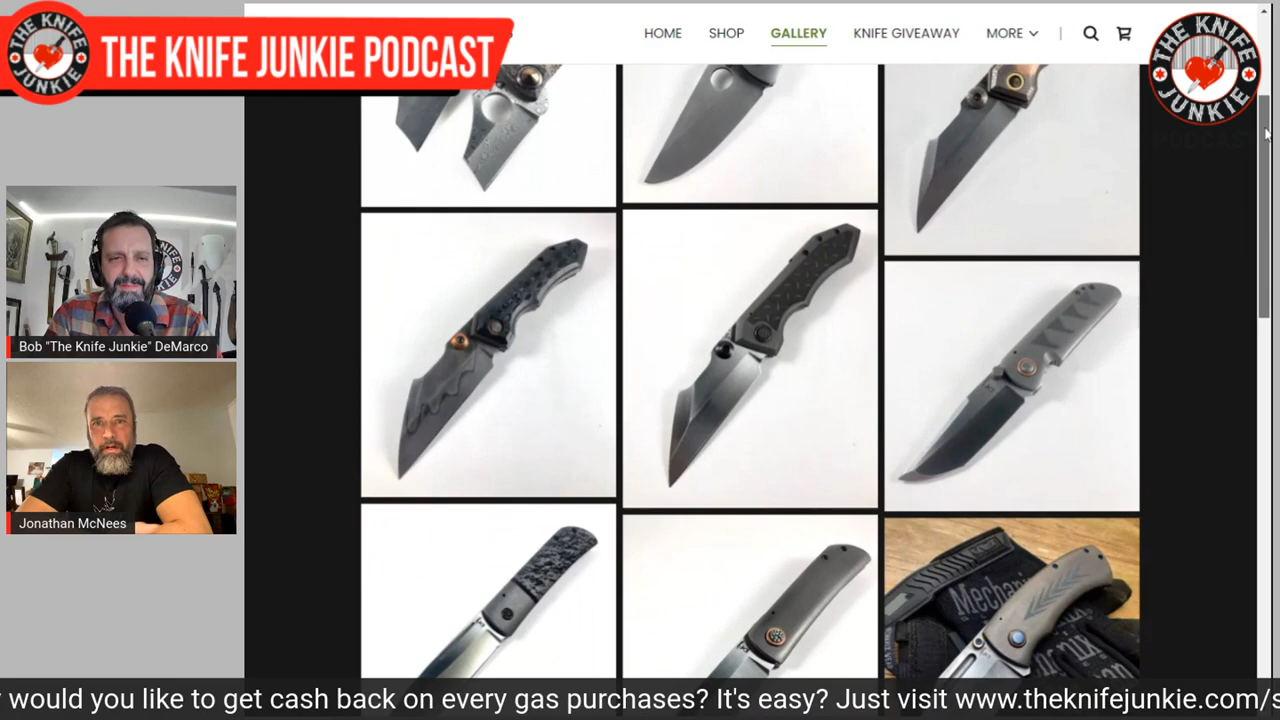 THE KNIFE JUNKIE
THE KNIFE JUNKIE PODCAST
HOME
SHOP
GALLERY
KNIFE GIVEAWAY
MORE
THE KNIFE JUNKIE
PODCAST
Bob "The Knife Junkie" DeMarco
Jonathan McNees
Mechanix
would you like to get cash back on every gas purchases? It's easy? Just visit www.theknifejunkie.com/s